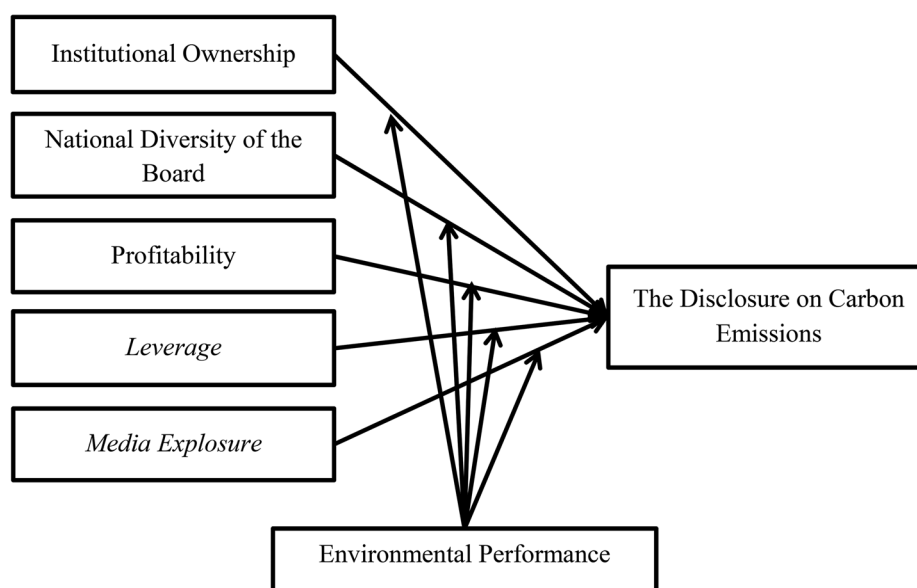 Institutional Ownership
National Diversity of the
Board
Profitability
Leverage
Media Explosure
The Disclosure on Carbon
Emissions
Environmental Performance